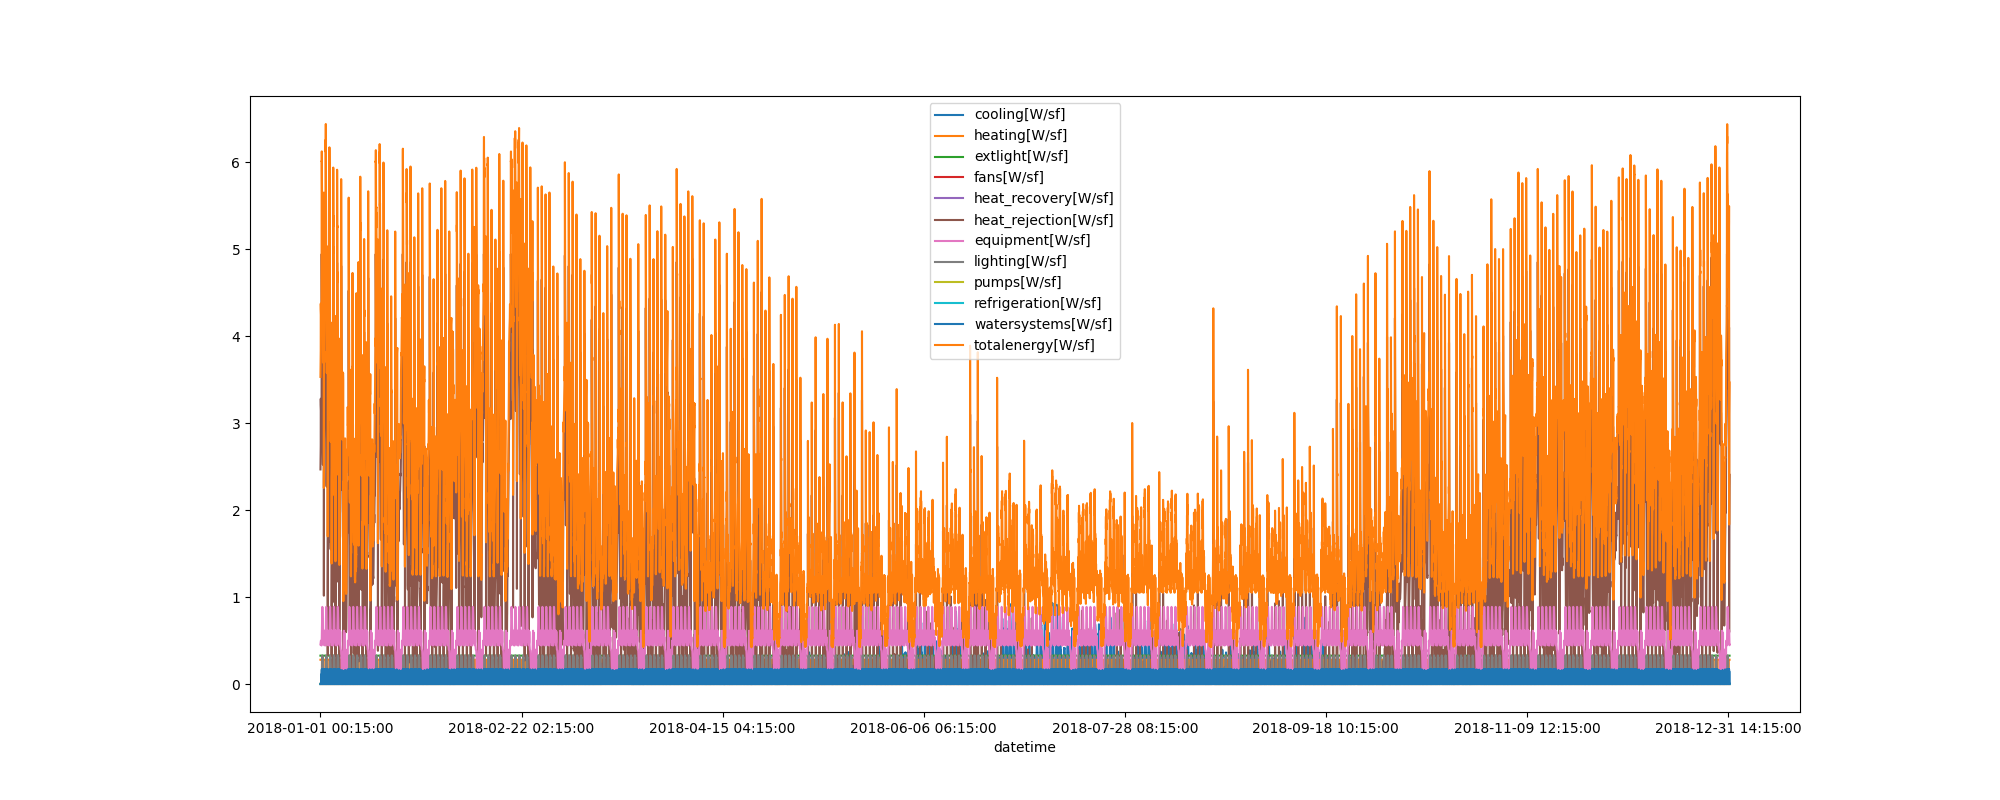 cooling[W/sf]
heating[W/sf]
extlight[W/sf]
fans[W/sf]
heat_recovery[W/sf]
heat_rejection[W/sf]
equipment[W/sf]
lighting[W/sf]
pumps[W/sf]
refrigeration[W/sf]
watersystems[W/sf]
totalenergy[W/sf]
6
5
4
3
2
1
0
2018-01-01 00:15:00 2018-02-22 02:15:00 2018-04-15 04:15:00 2018-06-06 06:15:00 2018-07-28 08:15:00 2018-09-18 10:15:00 2018-11-09 12:15:00 2018-12-31 14:15:00
datetime